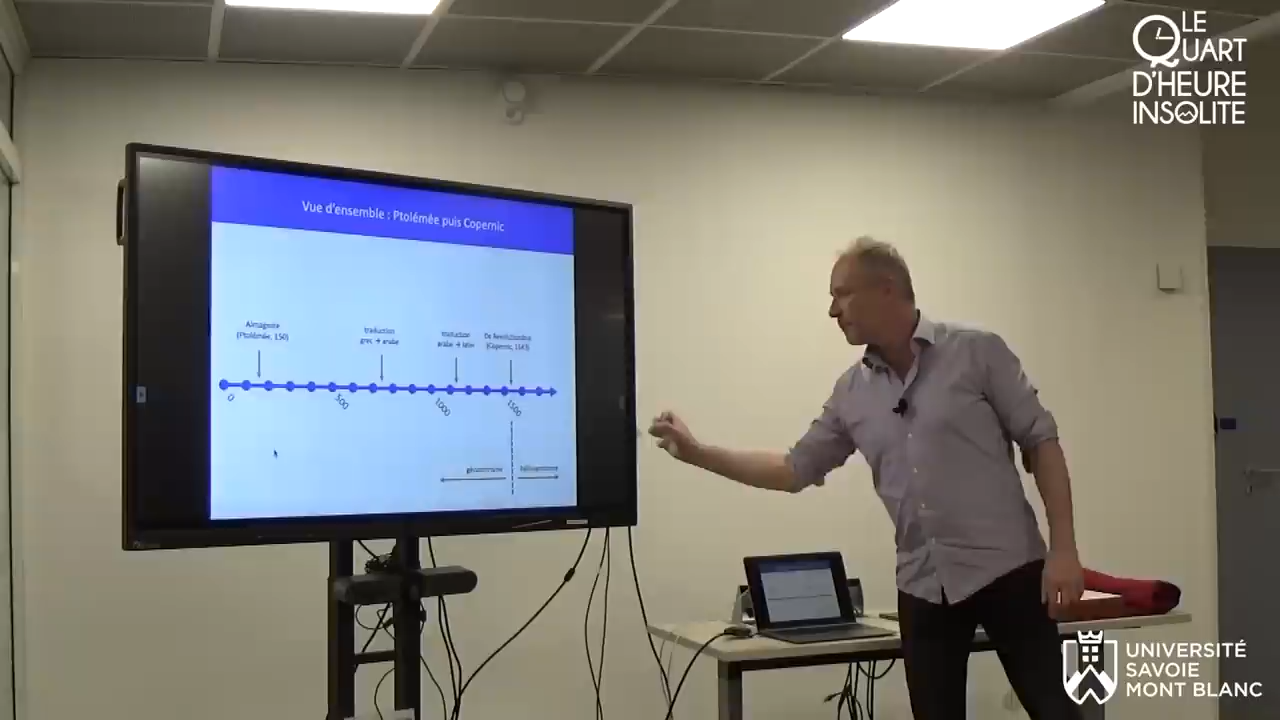 LE
QUART
D'HEURE
INSOLITE
Vue d'ensemble : Ptolémée puis Copernic
Almageste
(Ptolémée, 150)
traduction
grec → arabe
traduction
arabe → latin
De Revolutionibus
(Copernic, 1543)
0
500
1000
1500
géocentrisme
héliocentrisme
UNIVERSITÉ
SAVOIE
MONT BLANC